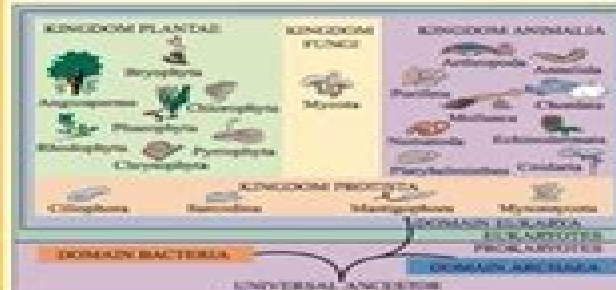 KINGDOM PLANTAE
KINGDOM FUNGI
KINGDOM ANIMALIA
Bryophyta
Arthropoda
Annelida
Angiosperms
Chlorophyta
Mycota
Porifera
Chordata
Phaeophyta
Mollusca
Rhodophyta
Pyrrophyta
Nematoda
Echinodermata
Chrysophyta
Platyhelminthes
Cnidaria
KINGDOM PROTISTA
Ciliophora
Sarcodina
Mastigophora
Myxomycota
DOMAIN EUKARYA
EUKARYOTES
PROKARYOTES
DOMAIN BACTERIA
DOMAIN ARCHAEA
UNIVERSAL ANCESTOR